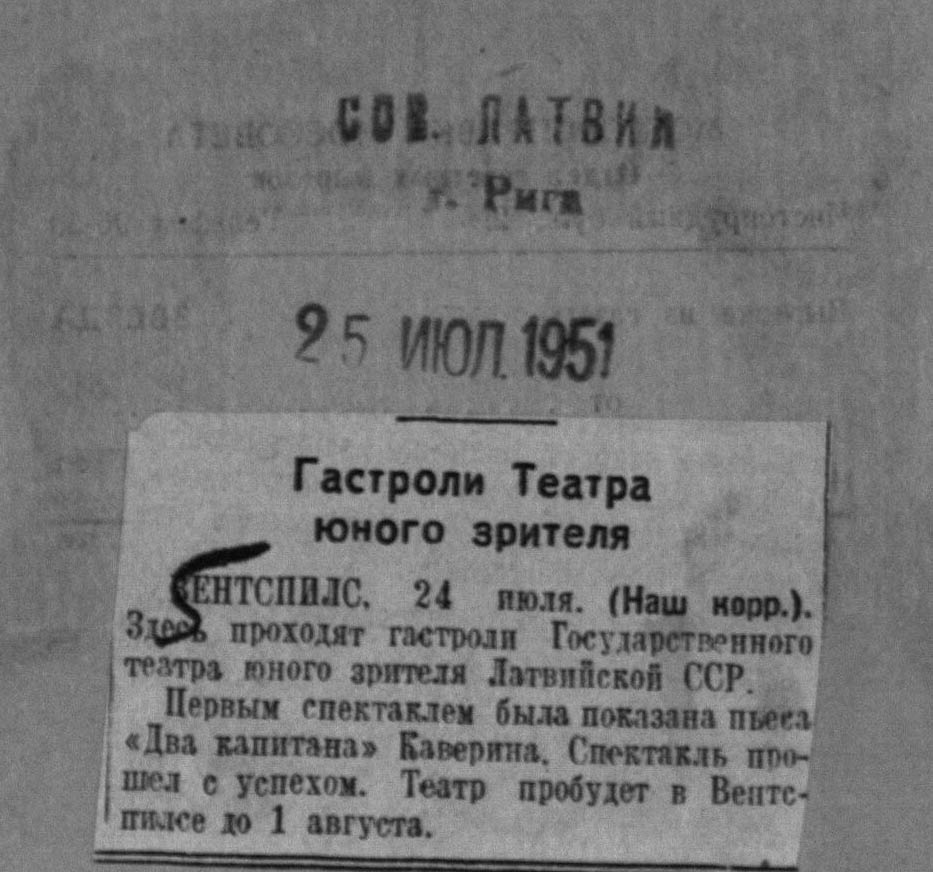 СОВ. ЛАТВИЯ
г. Рига
25 ИЮЛ. 1951
Гастроли Театра
юного зрителя
ВЕНТСПИЛС. 24 июля. (Наш корр.).
Здесь проходят гастроли Государственного
театра юного зрителя Латвийской ССР.
Первым спектаклем была показана пьеса
«Два капитана» Каверина. Спектакль про-
шел с успехом. Театр пробудет в Вентс-
пилсе до 1 августа.